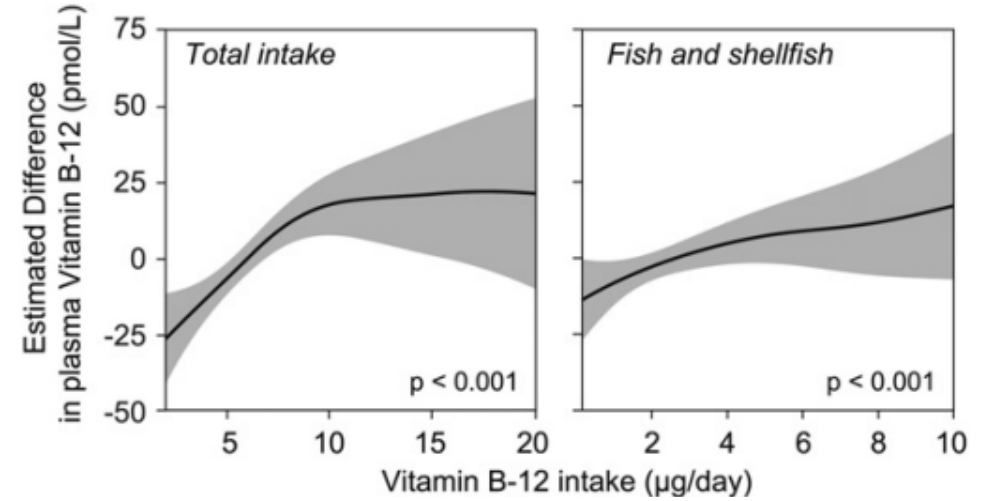 Estimated Difference
in plasma Vitamin B-12 (pmol/L)
75
50
25
0
-25
-50
Total intake
p < 0.001
5
10
15
20
Fish and shellfish
p < 0.001
2
4
6
8
10
Vitamin B-12 intake (μg/day)